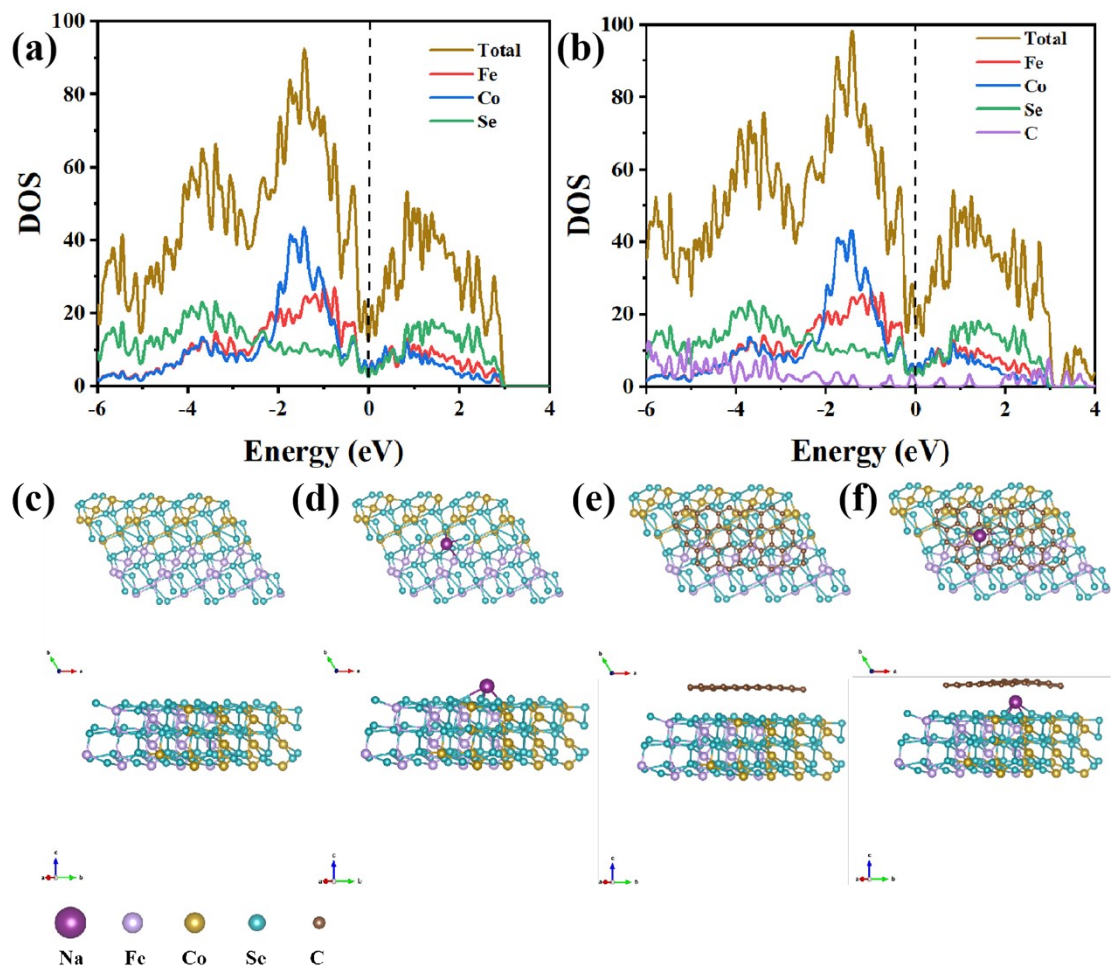 (a)
100
80
60
40
20
0
DOS
-6
-4
-2
0
2
4
Energy (eV)
Total
Fe
Co
Se
(b)
100
80
60
40
20
0
DOS
-6
-4
-2
0
2
4
Energy (eV)
Total
Fe
Co
Se
C
(c)
(d)
(e)
(f)
b
a
b
b
a
b
a
c
a
b
c
a
b
c
a
b
c
a
b
Na
Fe
Co
Se
C